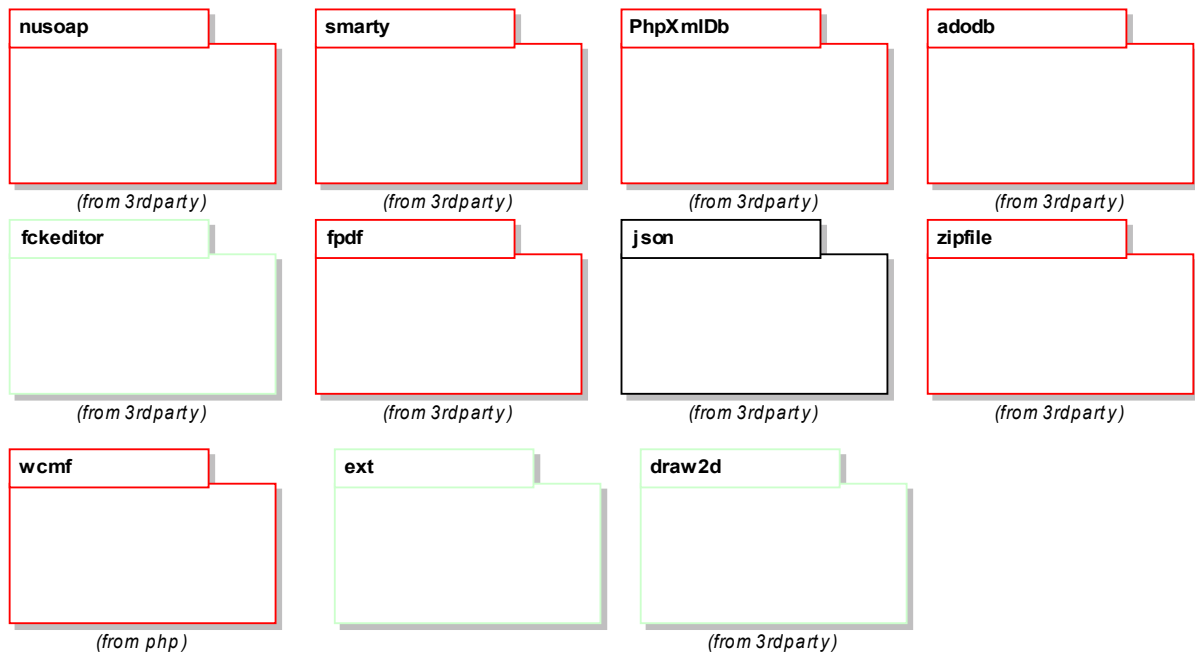 nusoap
smarty
PhpXmlDb
adodb
(from 3rdparty)
(from 3rdparty)
(from 3rdparty)
(from 3rdparty)
fckeditor
fpdf
json
zipfile
(from 3rdparty)
(from 3rdparty)
(from 3rdparty)
(from 3rdparty)
wcmf
ext
draw2d
(from php)
(from 3rdparty)